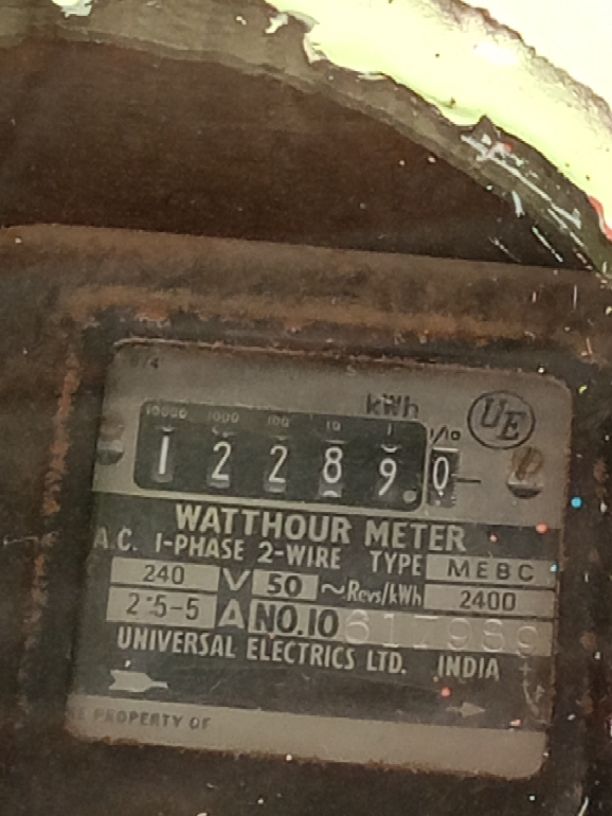 kWh
UE
10000 1000 100 10 1 1/10
1 2 2 8 9.0
WATTHOUR METER
A.C. 1-PHASE 2-WIRE TYPE MEBC
240 V 50 ~ Revs/kWh 2400
2·5-5 A NO.10 617989
UNIVERSAL ELECTRICS LTD. INDIA
PROPERTY OF